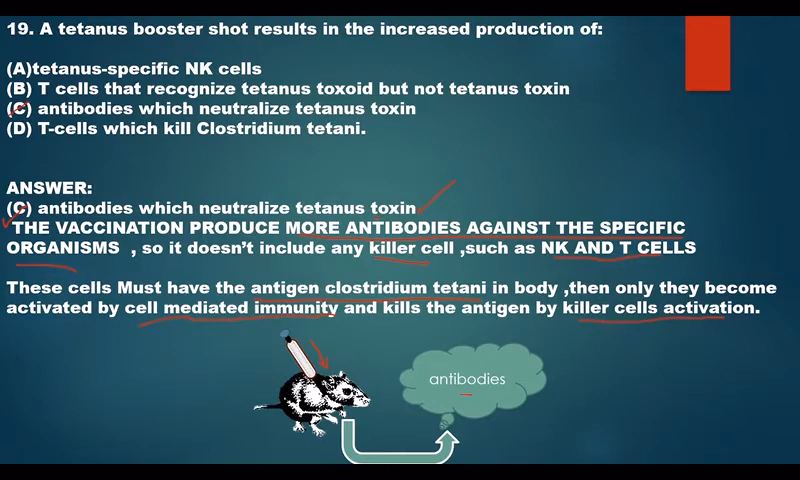 19. A tetanus booster shot results in the increased production of:
(A)tetanus-specific NK cells
(B) T cells that recognize tetanus toxoid but not tetanus toxin
(C) antibodies which neutralize tetanus toxin
(D) T-cells which kill Clostridium tetani.
ANSWER:
(C) antibodies which neutralize tetanus toxin
THE VACCINATION PRODUCE MORE ANTIBODIES AGAINST THE SPECIFIC
ORGANISMS , so it doesn't include any killer cell ,such as NK AND T CELLS
These cells Must have the antigen clostridium tetani in body ,then only they become
activated by cell mediated immunity and kills the antigen by killer cells activation.
antibodies